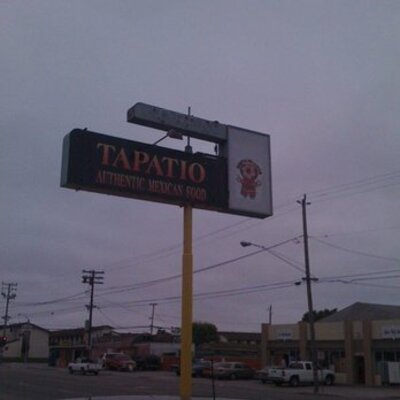 TAPATIO
AUTHENTIC MEXICAN FOOD